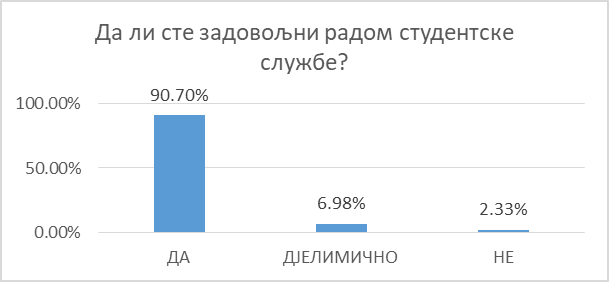 Да ли сте задовољни радом студентске
службе?
90.70%
100.00%
6.98%
50.00%
2.33%
0.00%
ДА
ДЈЕЛИМИЧНО
НЕ